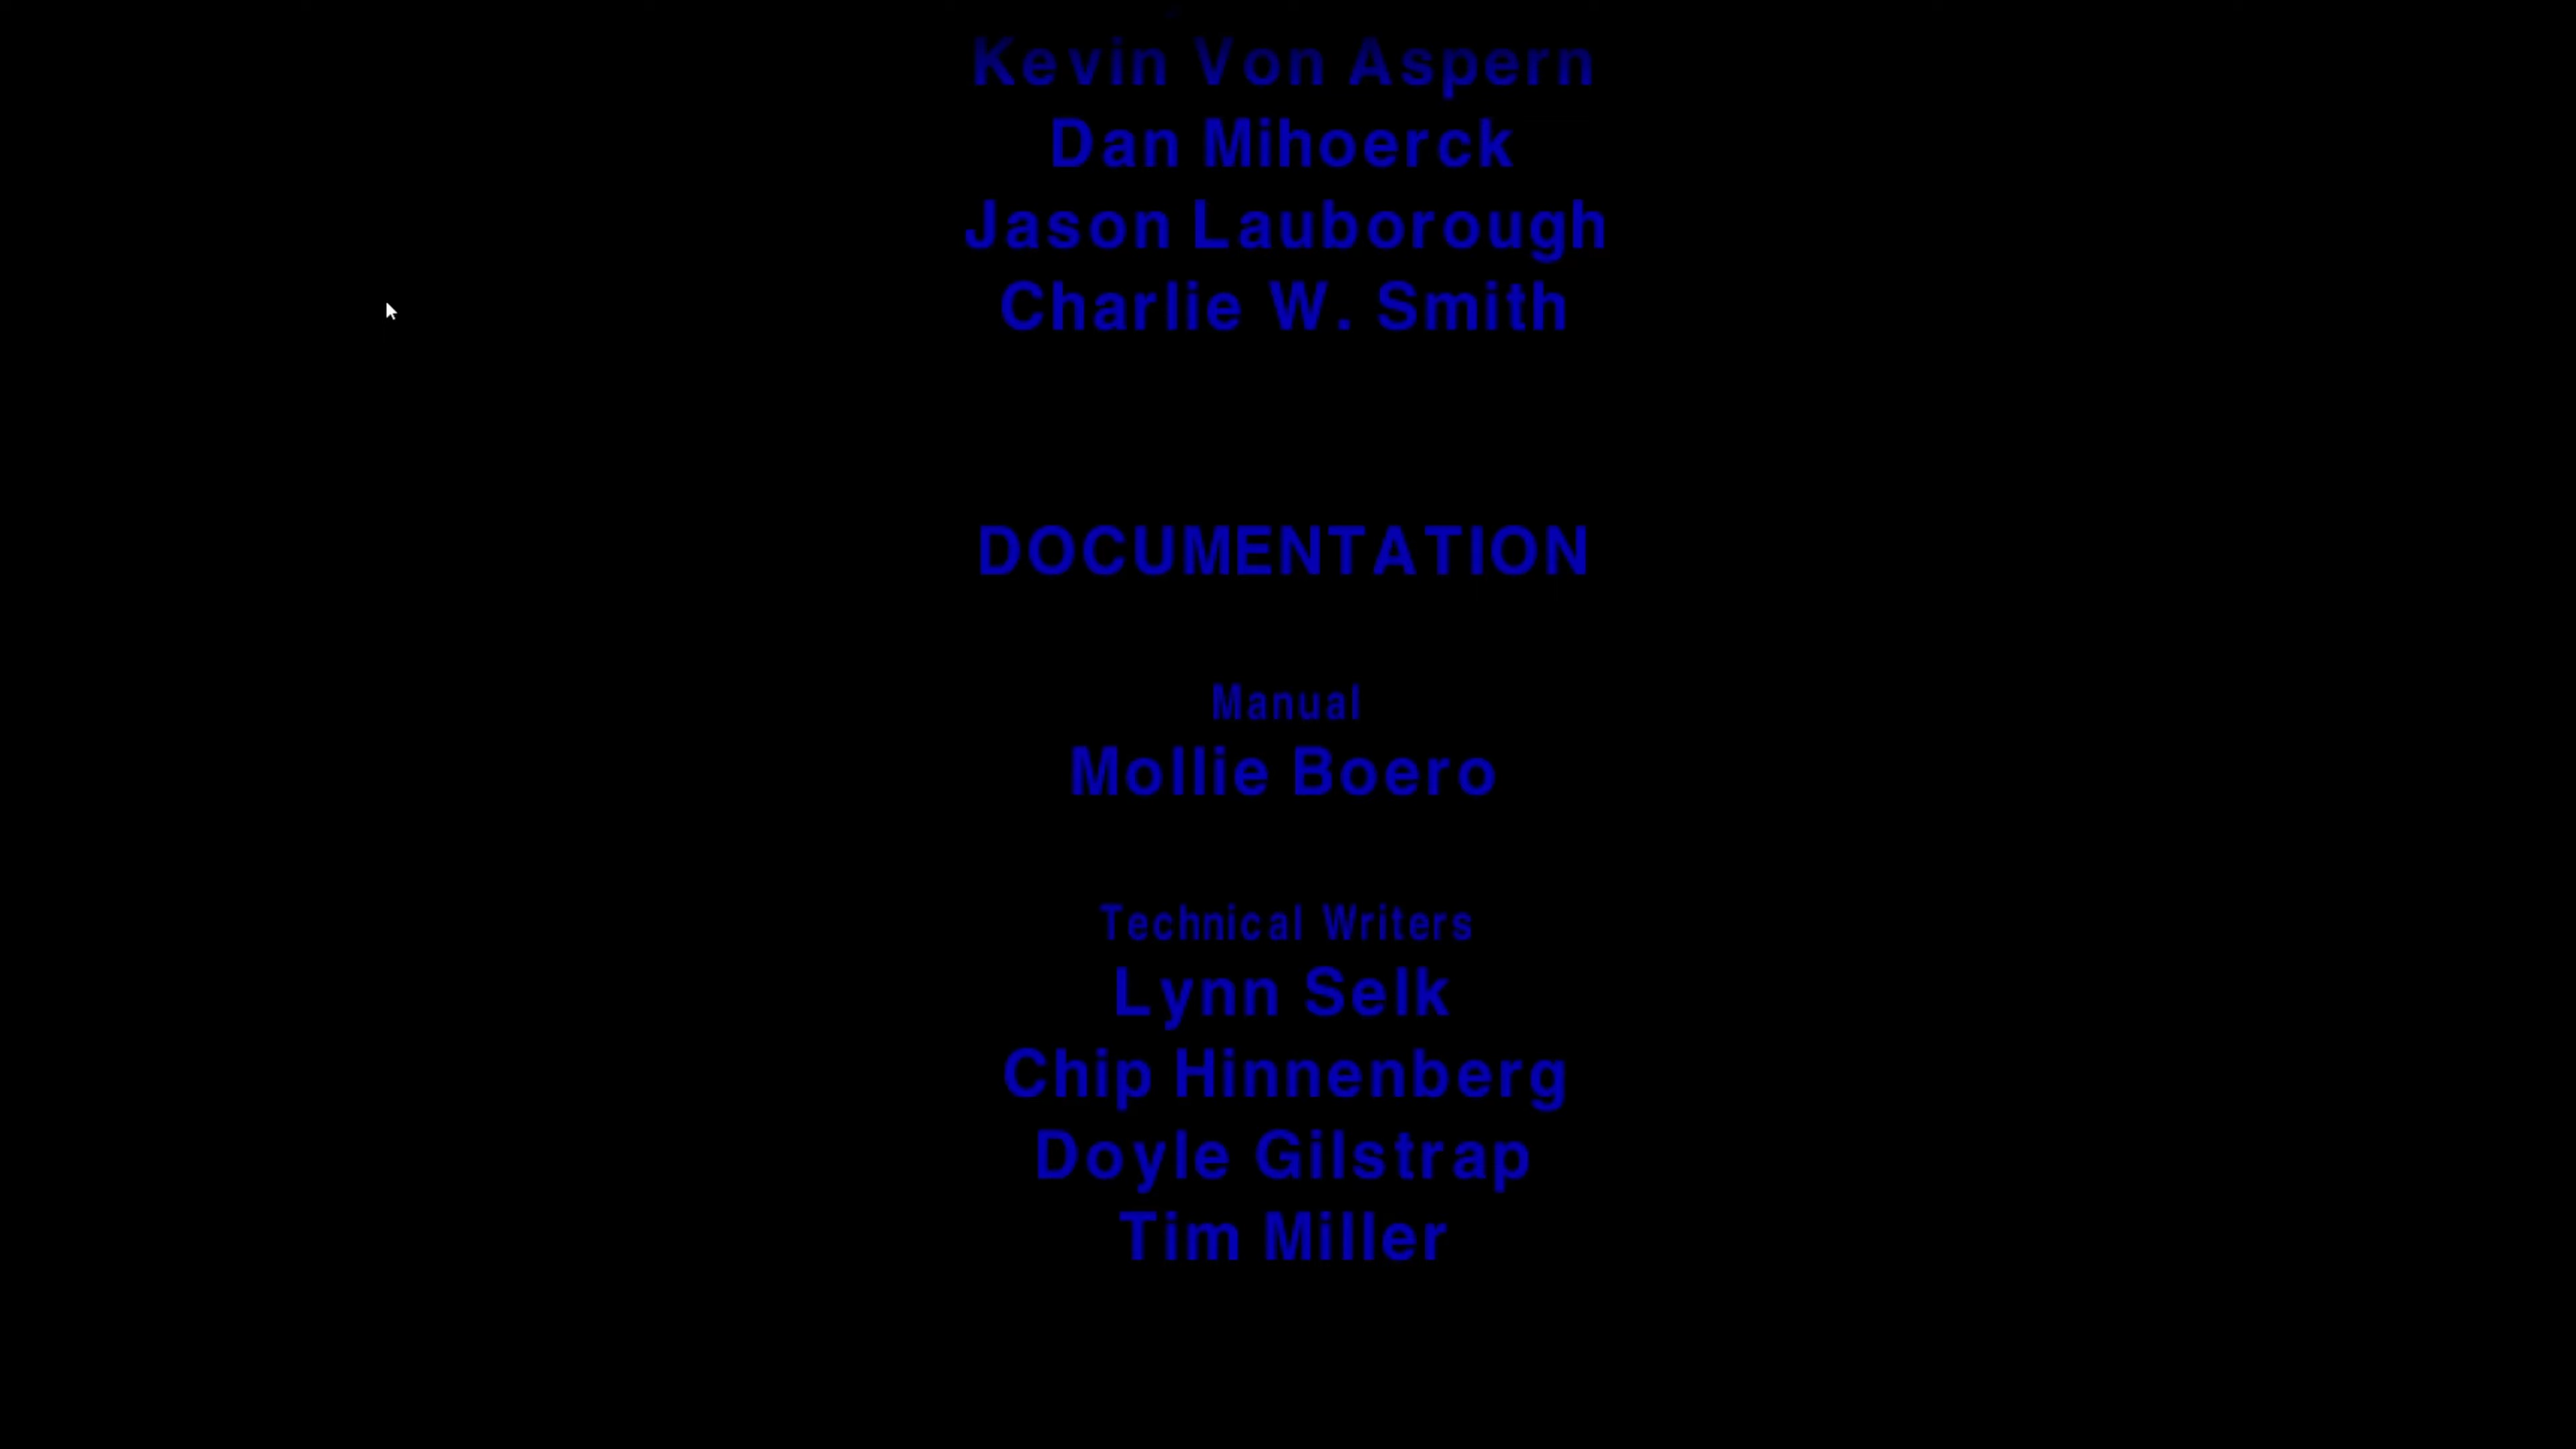 Kevin Von Aspern
Dan Mihoerck
Jason Lauborough
Charlie W. Smith
DOCUMENTATION
Manual
Mollie Boero
Technical Writers
Lynn Selk
Chip Hinnenberg
Doyle Gilstrap
Tim Miller